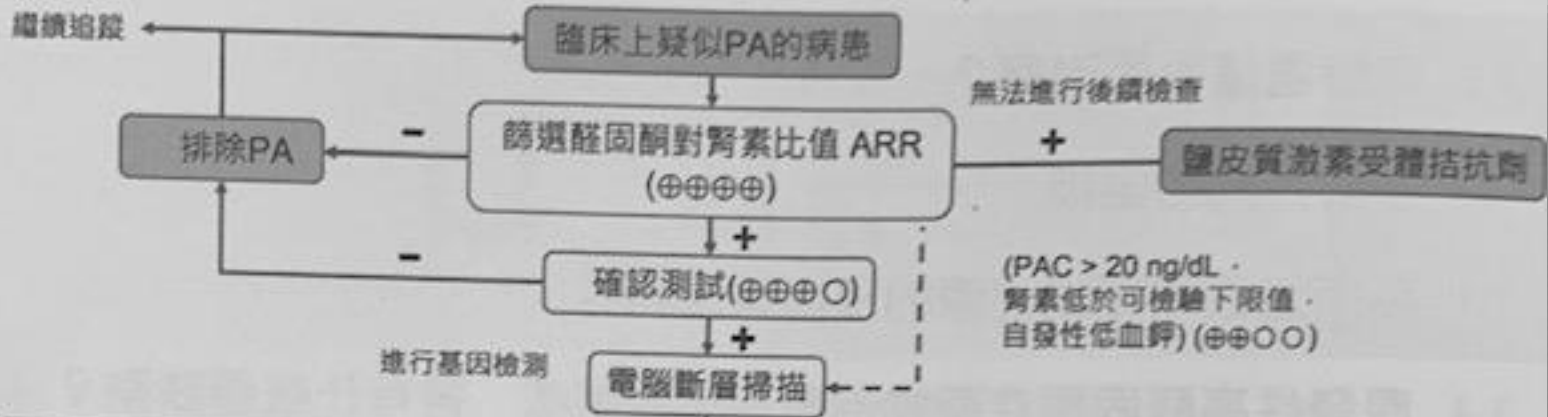 繼續追蹤
臨床上疑似PA的病患
無法進行後續檢查
排除PA
−
篩選醛固酮對腎素比值 ARR
(⊕⊕⊕⊕)
+
鹽皮質激素受體拮抗劑
+
−
確認測試(⊕⊕⊕○)
(PAC > 20 ng/dL,
腎素低於可檢驗下限值,
自發性低血鉀) (⊕⊕○○)
+
進行基因檢測
電腦斷層掃描